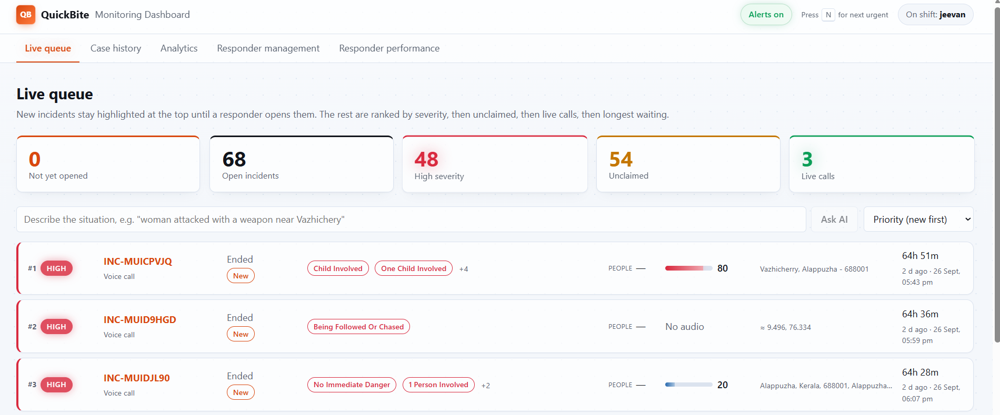 QB QuickBite Monitoring Dashboard Alerts on Press N for next urgent On shift: jeevan
Live queue Case history Analytics Responder management Responder performance
Live queue
New incidents stay highlighted at the top until a responder opens them. The rest are ranked by severity, then unclaimed, then live calls, then longest waiting.
0
Not yet opened
68
Open incidents
48
High severity
54
Unclaimed
3
Live calls
Describe the situation, e.g. "woman attacked with a weapon near Vazhichery" Ask AI Priority (new first)
#1 HIGH
INC-MUICPVJQ
Voice call
Ended
New
Child Involved One Child Involved +4
PEOPLE —
80
Vazhicherry, Alappuzha - 688001
64h 51m
2 d ago · 26 Sept,
05:43 pm
#2 HIGH
INC-MUID9HGD
Voice call
Ended
New
Being Followed Or Chased
PEOPLE —
No audio
≈ 9.496, 76.334
64h 36m
2 d ago · 26 Sept,
05:59 pm
#3 HIGH
INC-MUIDJL90
Voice call
Ended
New
No Immediate Danger 1 Person Involved +2
PEOPLE —
20
Alappuzha, Kerala, 688001, Alappuzha...
64h 28m
2 d ago · 26 Sept,
06:07 pm